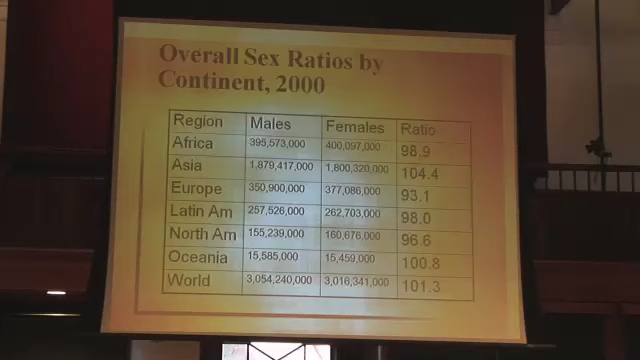 Overall Sex Ratios by
Continent, 2000
Region Males Females Ratio
Africa 395,573,000 400,097,000 98.9
Asia 1,879,417,000 1,800,320,000 104.4
Europe 350,900,000 377,086,000 93.1
Latin Am 257,526,000 262,703,000 98.0
North Am 155,239,000 160,676,000 96.6
Oceania 15,585,000 15,459,000 100.8
World 3,054,240,000 3,016,341,000 101.3